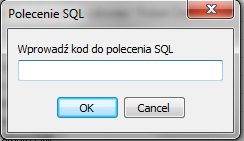 Polecenie SQL
Wprowadź kod do polecenia SQL
OK
Cancel